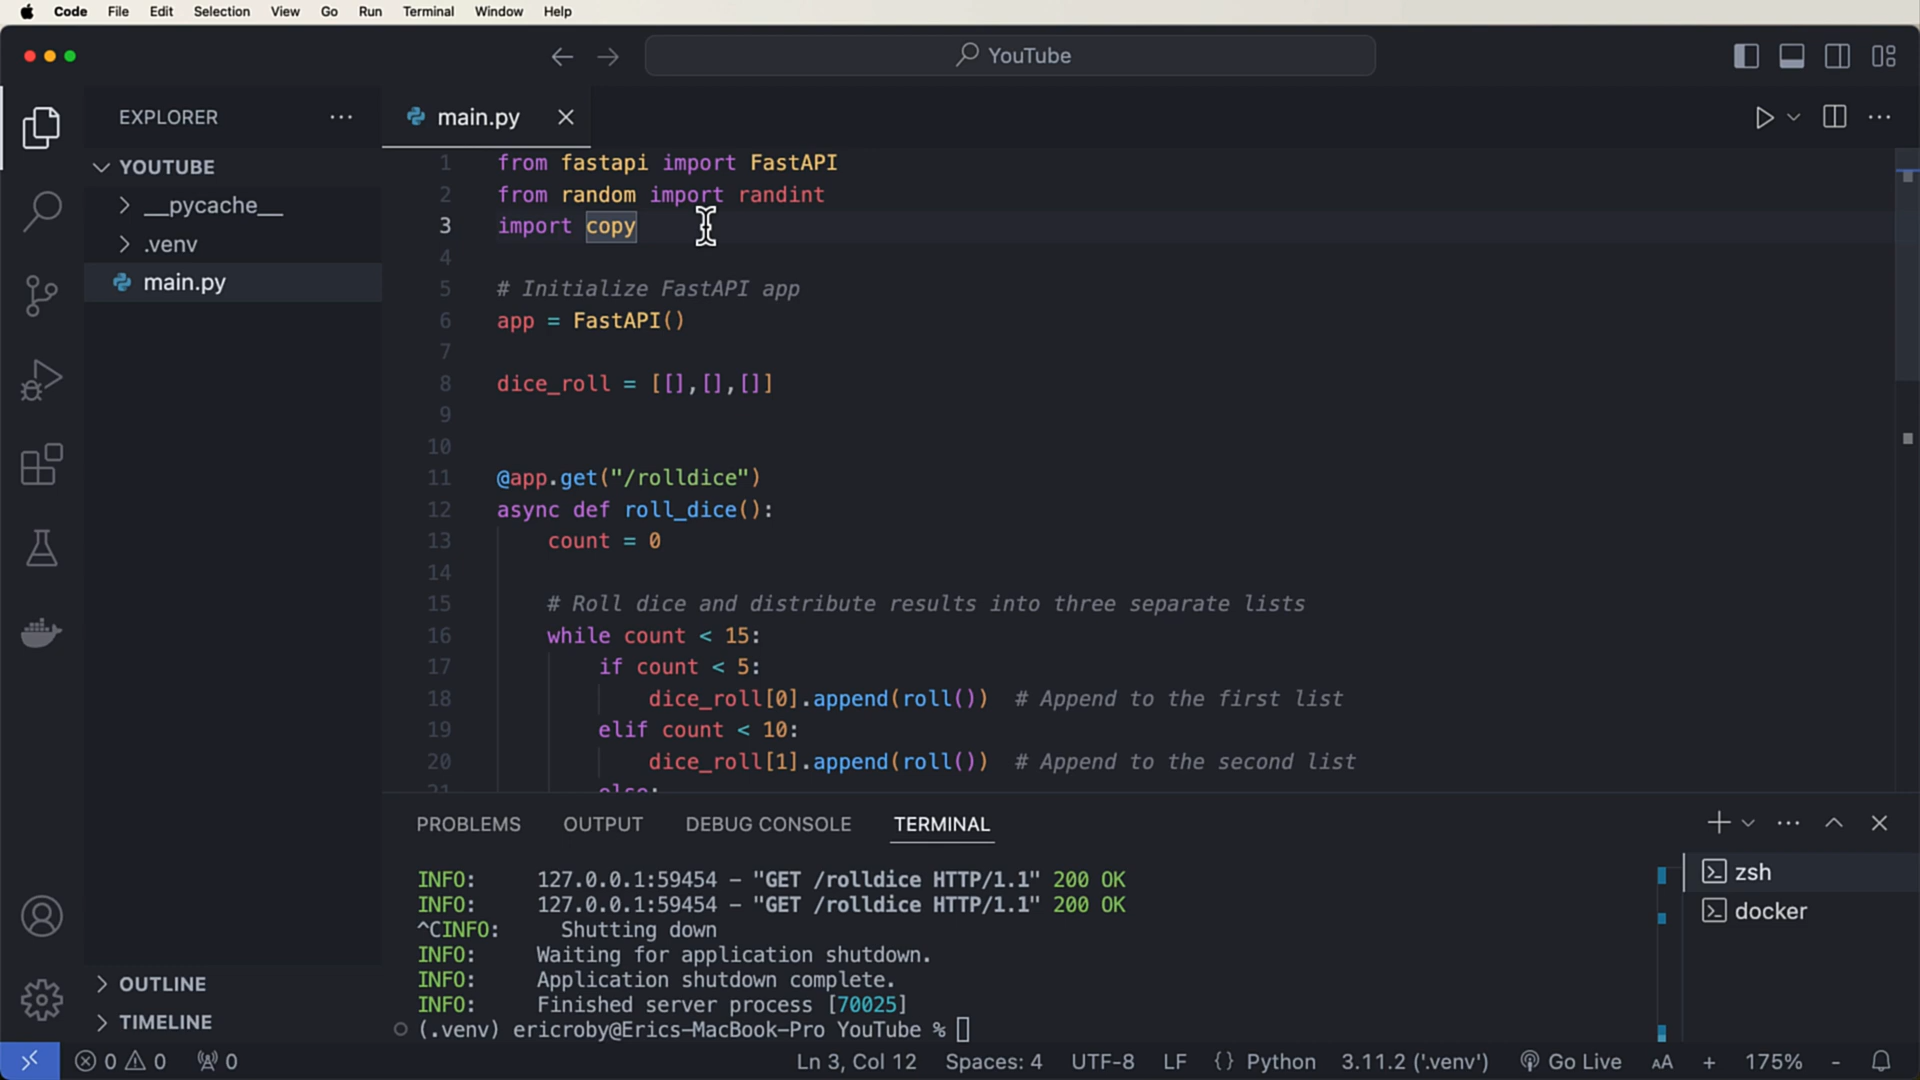 Code File Edit Selection View Go Run Terminal Window Help
YouTube
EXPLORER ...
main.py
YOUTUBE
__pycache__
.venv
main.py
OUTLINE
TIMELINE
1 from fastapi import FastAPI
2 from random import randint
3 import copy
4
5 # Initialize FastAPI app
6 app = FastAPI()
7
8 dice_roll = [[],[],[]]
9
10
11 @app.get("/rolldice")
12 async def roll_dice():
13 count = 0
14
15 # Roll dice and distribute results into three separate lists
16 while count < 15:
17 if count < 5:
18 dice_roll[0].append(roll()) # Append to the first list
19 elif count < 10:
20 dice_roll[1].append(roll()) # Append to the second list
21 else:
PROBLEMS OUTPUT DEBUG CONSOLE TERMINAL
INFO: 127.0.0.1:59454 - "GET /rolldice HTTP/1.1" 200 OK
INFO: 127.0.0.1:59454 - "GET /rolldice HTTP/1.1" 200 OK
^CINFO: Shutting down
INFO: Waiting for application shutdown.
INFO: Application shutdown complete.
INFO: Finished server process [70025]
(.venv) ericroby@Erics-MacBook-Pro YouTube %
zsh
docker
0 0 0 Ln 3, Col 12 Spaces: 4 UTF-8 LF {} Python 3.11.2 ('.venv') Go Live AA + 175% -